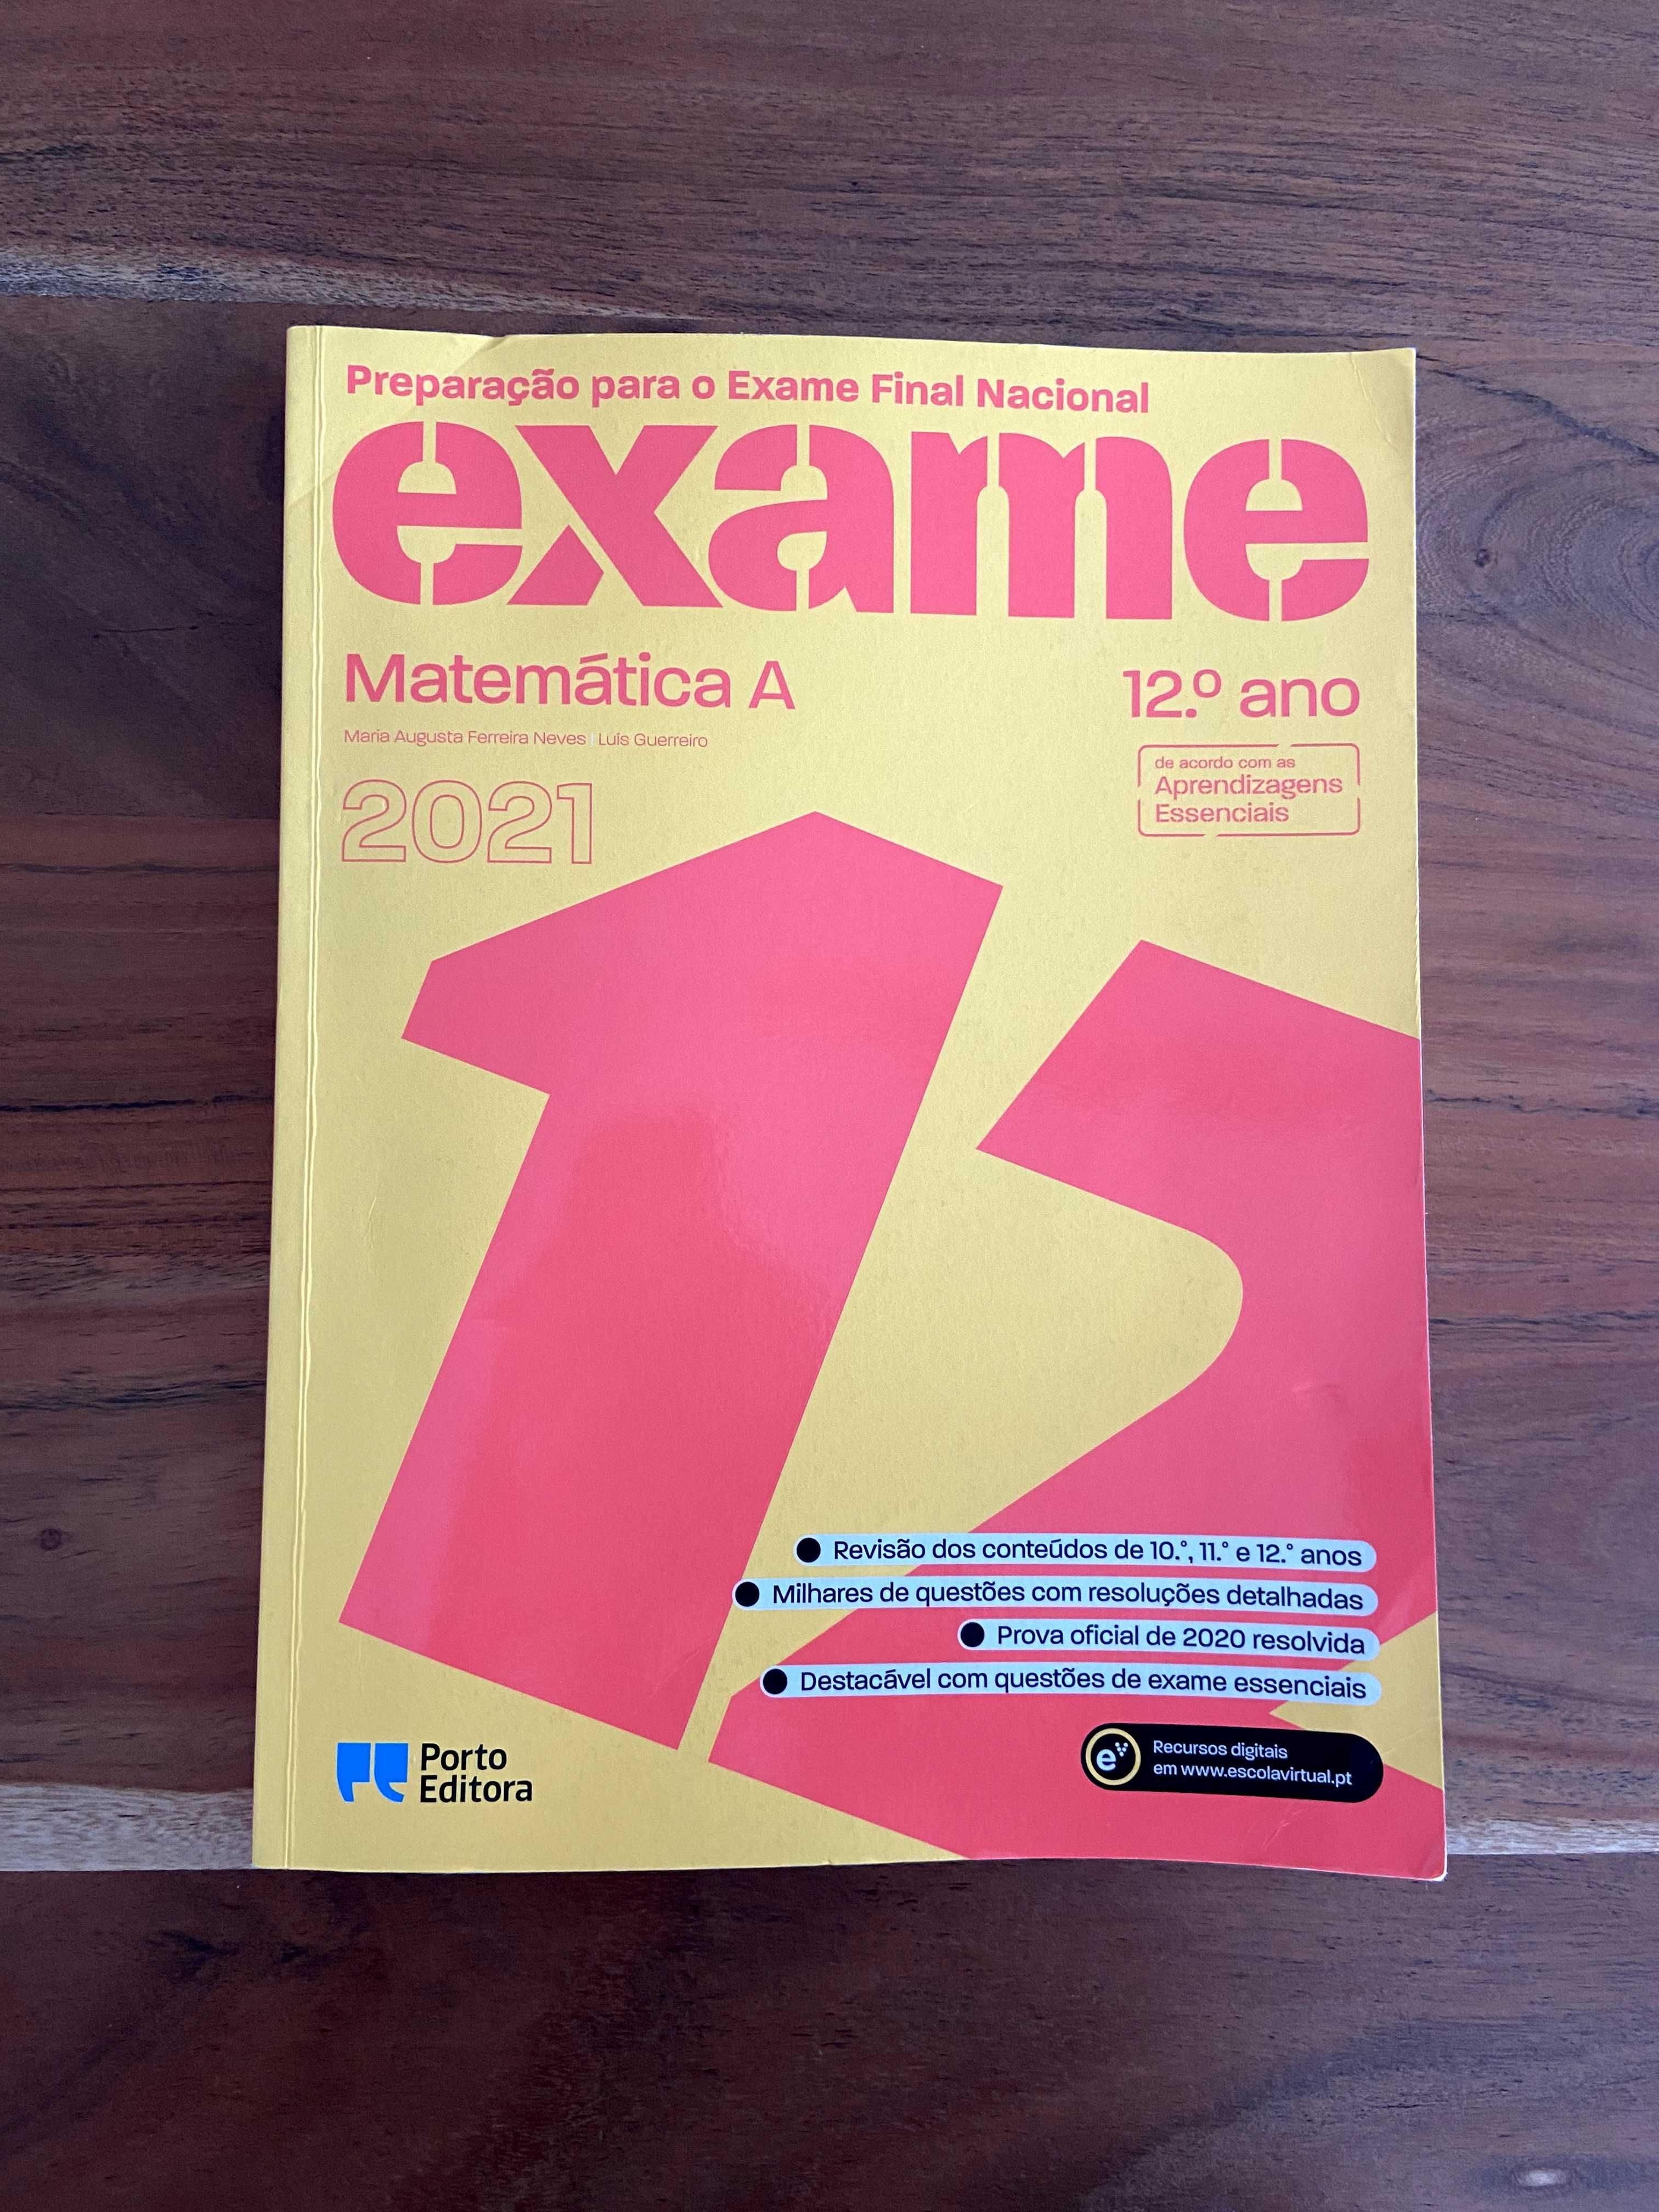 Preparação para o Exame Final Nacional
exame
Matemática A
12.º ano
Maria Augusta Ferreira Neves | Luís Guerreiro
de acordo com as
Aprendizagens
Essenciais
2021
12
Revisão dos conteúdos de 10.°, 11.° e 12.° anos
Milhares de questões com resoluções detalhadas
Prova oficial de 2020 resolvida
Destacável com questões de exame essenciais
Porto
Editora
e
Recursos digitais
em www.escolavirtual.pt